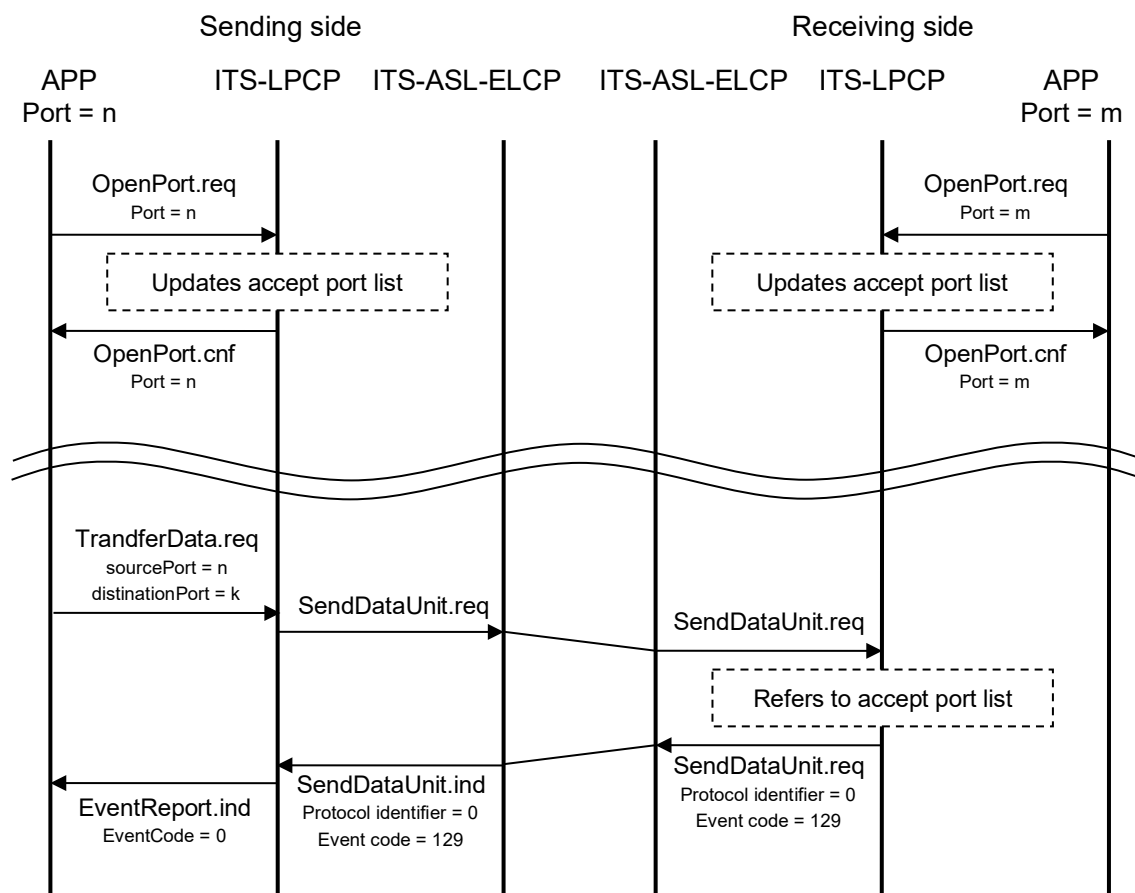 Sending side
Receiving side
APP
Port = n
ITS-LPCP
ITS-ASL-ELCP
ITS-ASL-ELCP
ITS-LPCP
APP
Port = m
OpenPort.req
Port = n
OpenPort.req
Port = m
Updates accept port list
Updates accept port list
OpenPort.cnf
Port = n
OpenPort.cnf
Port = m
TrandferData.req
sourcePort = n
distinationPort = k
SendDataUnit.req
SendDataUnit.req
Refers to accept port list
SendDataUnit.req
Protocol identifier = 0
Event code = 129
SendDataUnit.ind
Protocol identifier = 0
Event code = 129
EventReport.ind
EventCode = 0